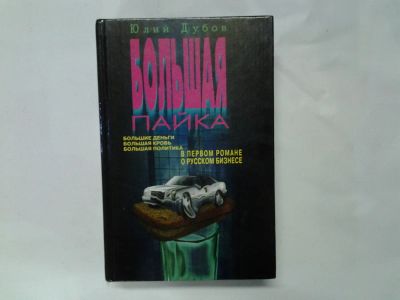 Юлий Дубов
БОЛЬШАЯ
ПАЙКА
БОЛЬШИЕ ДЕНЬГИ
БОЛЬШАЯ КРОВЬ
БОЛЬШАЯ ПОЛИТИКА
В ПЕРВОМ РОМАНЕ
О РУССКОМ БИЗНЕСЕ